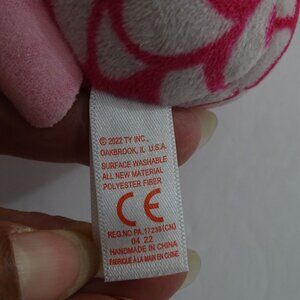 © 2022 TY INC.,
OAKBROOK, IL U.S.A.
SURFACE WASHABLE
ALL NEW MATERIAL
POLYESTER FIBER
CE
REG.NO PA. 17238(CN)
04 22
HANDMADE IN CHINA
FABRIQUÉ À LA MAIN EN CHINE